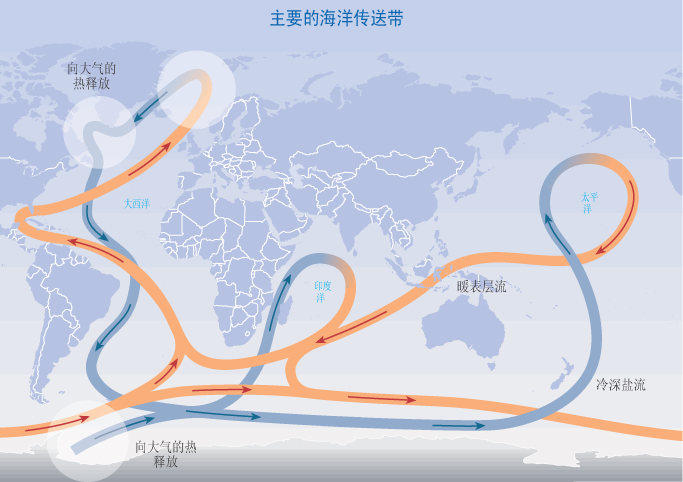 主要的海洋传送带
向大气的
热释放
大西洋
太平
洋
印度
洋
暖表层流
冷深盐流
向大气的热
释放